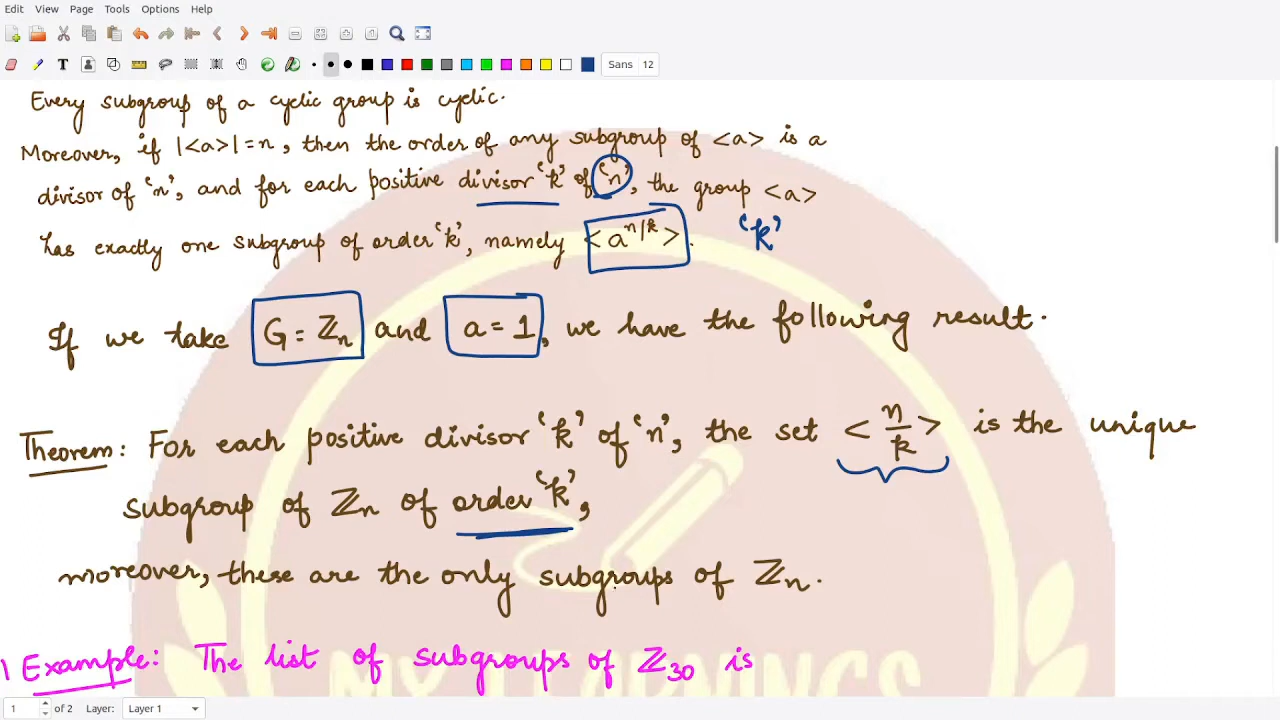 Edit View Page Tools Options Help
Sans 12
Every subgroup of a cyclic group is cyclic.
Moreover, if |<a>|=n, then the order of any subgroup of <a> is a
divisor of 'n', and for each positive divisor 'k' of 'n', the group <a>
has exactly one subgroup of order 'k', namely <a^{n/k}>. 'k'
If we take G = ℤₙ and a = 1, we have the following result.
Theorem: For each positive divisor 'k' of 'n', the set <n/k> is the unique
subgroup of ℤₙ of order 'k',
moreover, these are the only subgroups of ℤₙ.
Example: The list of subgroups of ℤ₃₀ is
MY LEARNINGS
1 of 2 Layer: Layer 1